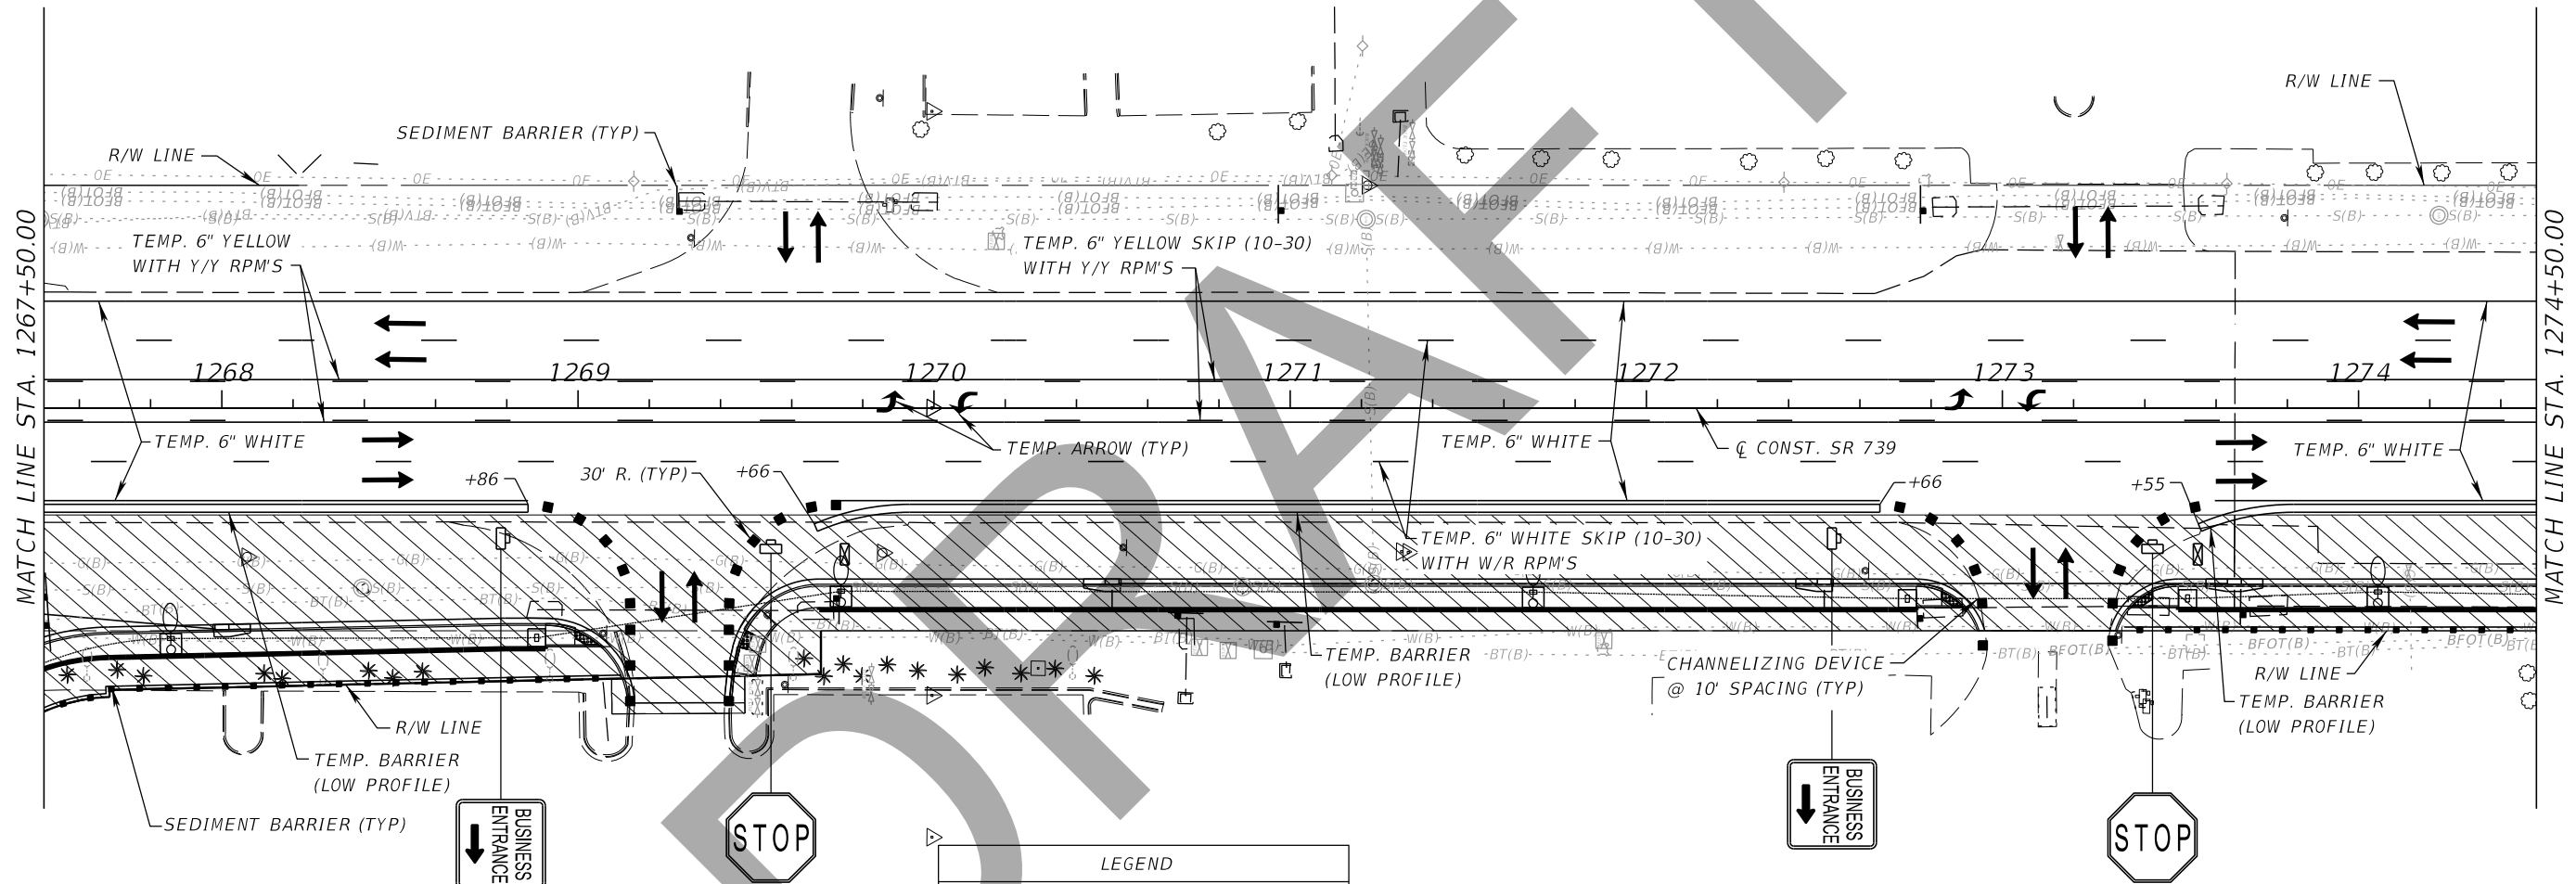 R/W LINE
SEDIMENT BARRIER (TYP)
R/W LINE
MATCH LINE STA. 1267+50.00
MATCH LINE STA. 1274+50.00
TEMP. 6" YELLOW
WITH Y/Y RPM'S
TEMP. 6" YELLOW SKIP (10-30)
WITH Y/Y RPM'S
1268
1269
1270
1271
1272
1273
1274
TEMP. 6" WHITE
TEMP. ARROW (TYP)
TEMP. 6" WHITE
℄ CONST. SR 739
TEMP. 6" WHITE
+86
30' R. (TYP)
+66
+66
+55
TEMP. 6" WHITE SKIP (10-30)
WITH W/R RPM'S
TEMP. BARRIER
(LOW PROFILE)
CHANNELIZING DEVICE
@ 10' SPACING (TYP)
R/W LINE
TEMP. BARRIER
(LOW PROFILE)
R/W LINE
TEMP. BARRIER
(LOW PROFILE)
SEDIMENT BARRIER (TYP)
BUSINESS
ENTRANCE
STOP
BUSINESS
ENTRANCE
STOP
LEGEND
DRAFT
OE
BFOT(B)
BTV(B)
S(B)
W(B)
G(B)
S(B)
BT(B)
W(B)
BFOT(B)